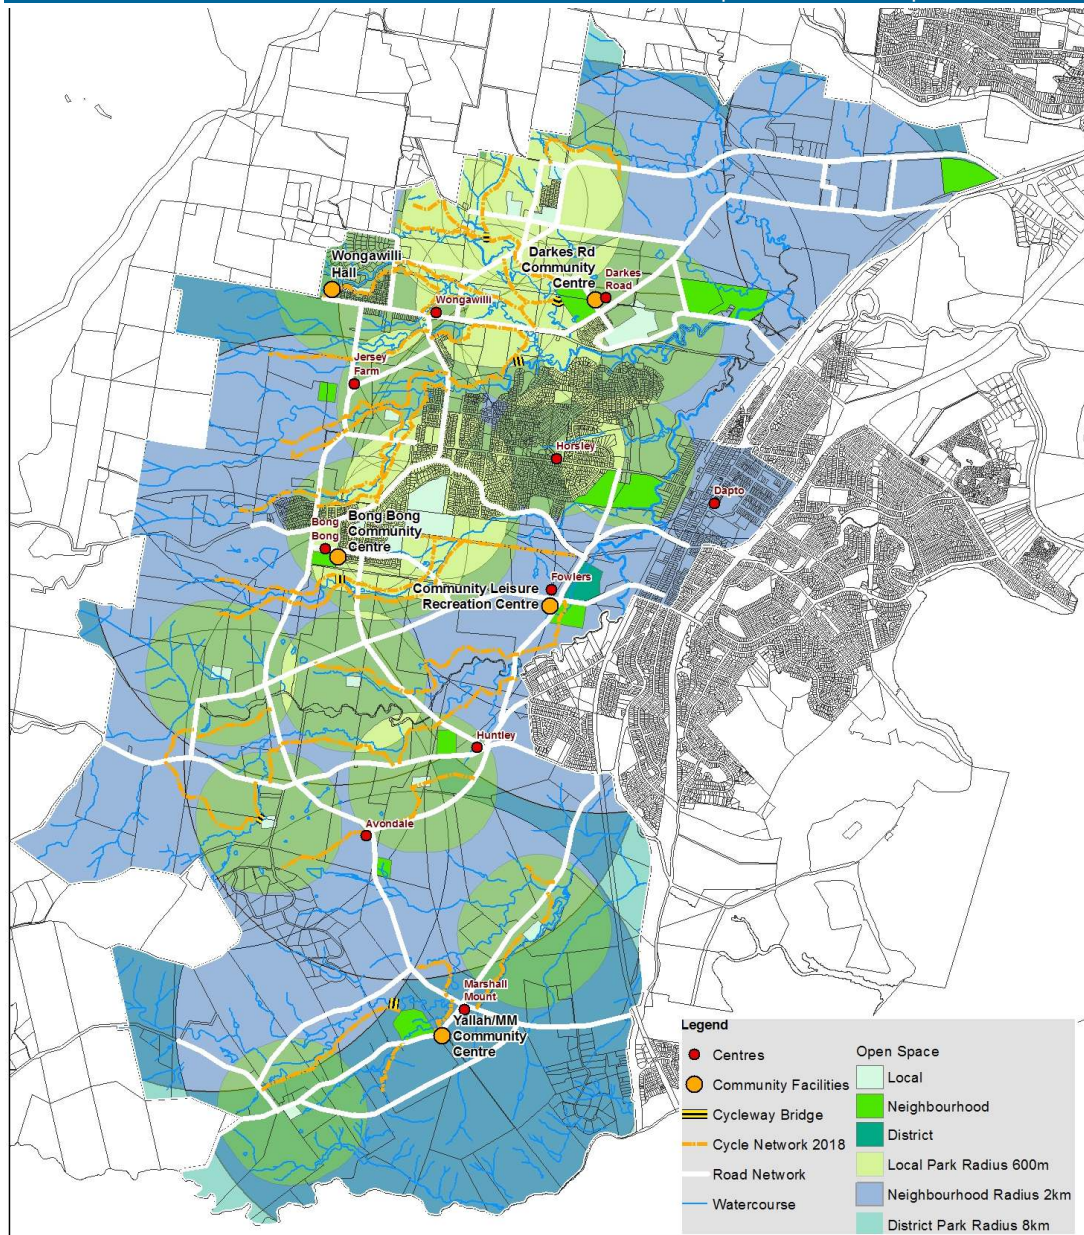 Wongawilli
Hall
Darkes Rd
Community
Centre
Darkes
Road
Wongawilli
Jersey
Farm
Horsley
Dapto
Bong Bong
Community
Centre
Bong
Bong
Community Leisure
Recreation Centre
Fowlers
Huntley
Avondale
Marshall
Mount
Yallah/MM
Community
Centre
Legend
Centres
Community Facilities
Cycleway Bridge
Cycle Network 2018
Road Network
Watercourse
Open Space
Local
Neighbourhood
District
Local Park Radius 600m
Neighbourhood Radius 2km
District Park Radius 8km